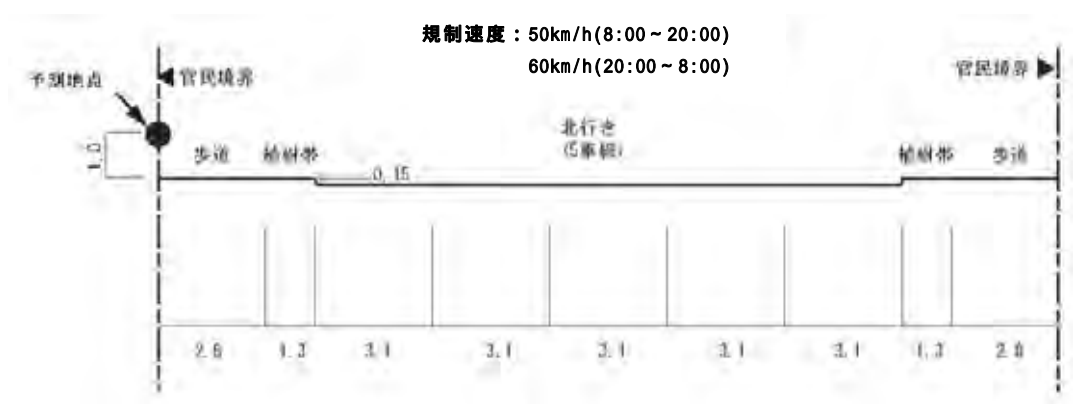 規制速度：50km/h(8:00～20:00)
60km/h(20:00～8:00)
予測地点
官民境界
官民境界
北行き
(5車線)
1.0
歩道
植樹帯
0.15
植樹帯
歩道
1.3
3.1
3.1
3.1
3.1
3.1
1.3